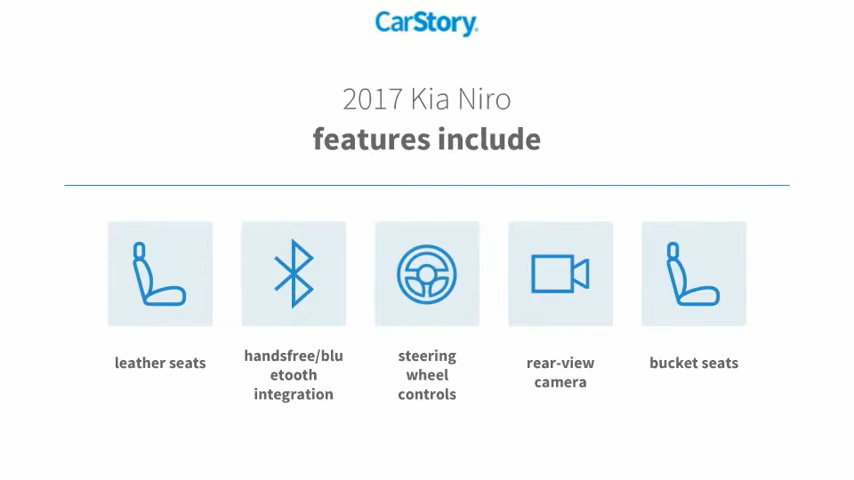 CarStory.
2017 Kia Niro
features include
leather seats
handsfree/blu
etooth
integration
steering
wheel
controls
rear-view
camera
bucket seats